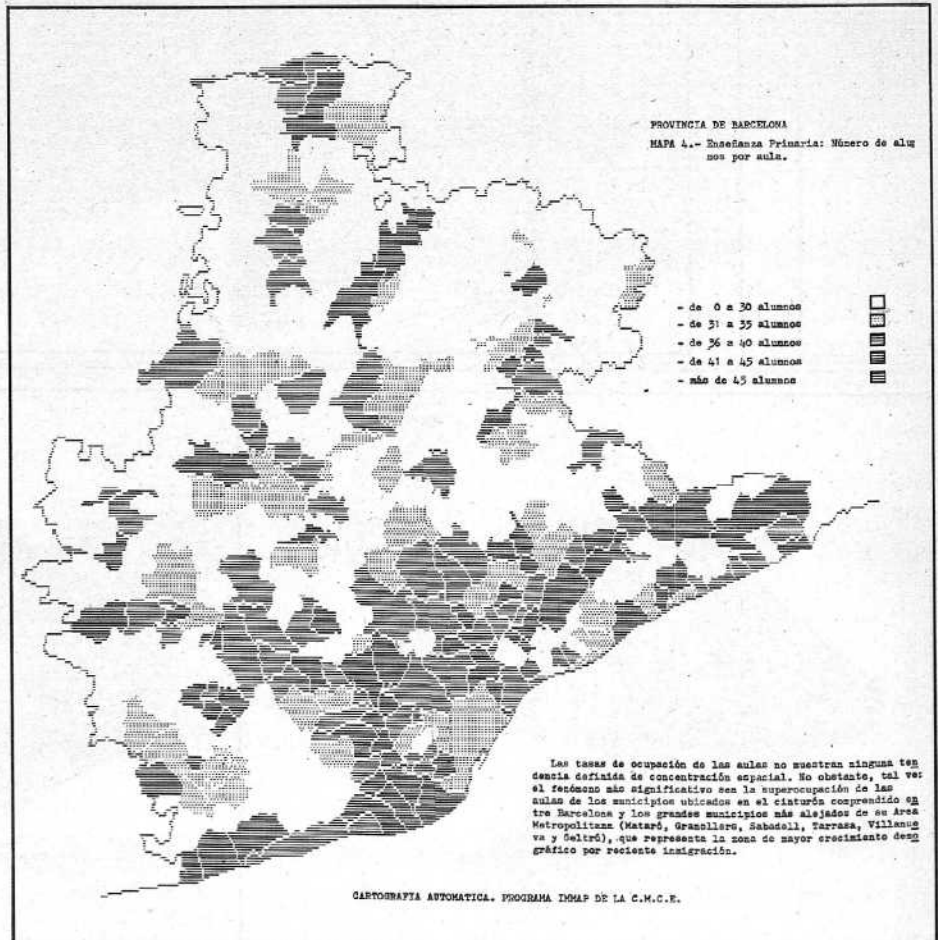 PROVINCIA DE BARCELONA
MAPA 4.- Enseñanza Primaria: Número de alum
nos por aula.
- de 0 a 30 alumnos
- de 31 a 35 alumnos
- de 36 a 40 alumnos
- de 41 a 45 alumnos
- más de 45 alumnos
Las tasas de ocupación de las aulas no muestran ninguna ten
dencia definida de concentración espacial. No obstante, tal vez
el fenómeno más significativo sea la superocupación de las
aulas de los municipios ubicados en el cinturón comprendido en
tre Barcelona y los grandes municipios más alejados de su Area
Metropolitana (Mataró, Granollers, Sabadell, Tarrasa, Villanue
va y Geltrú), que representa la zona de mayor crecimiento demo
gráfico por reciente inmigración.
CARTOGRAFIA AUTOMATICA. PROGRAMA IMMAP DE LA C.M.C.E.